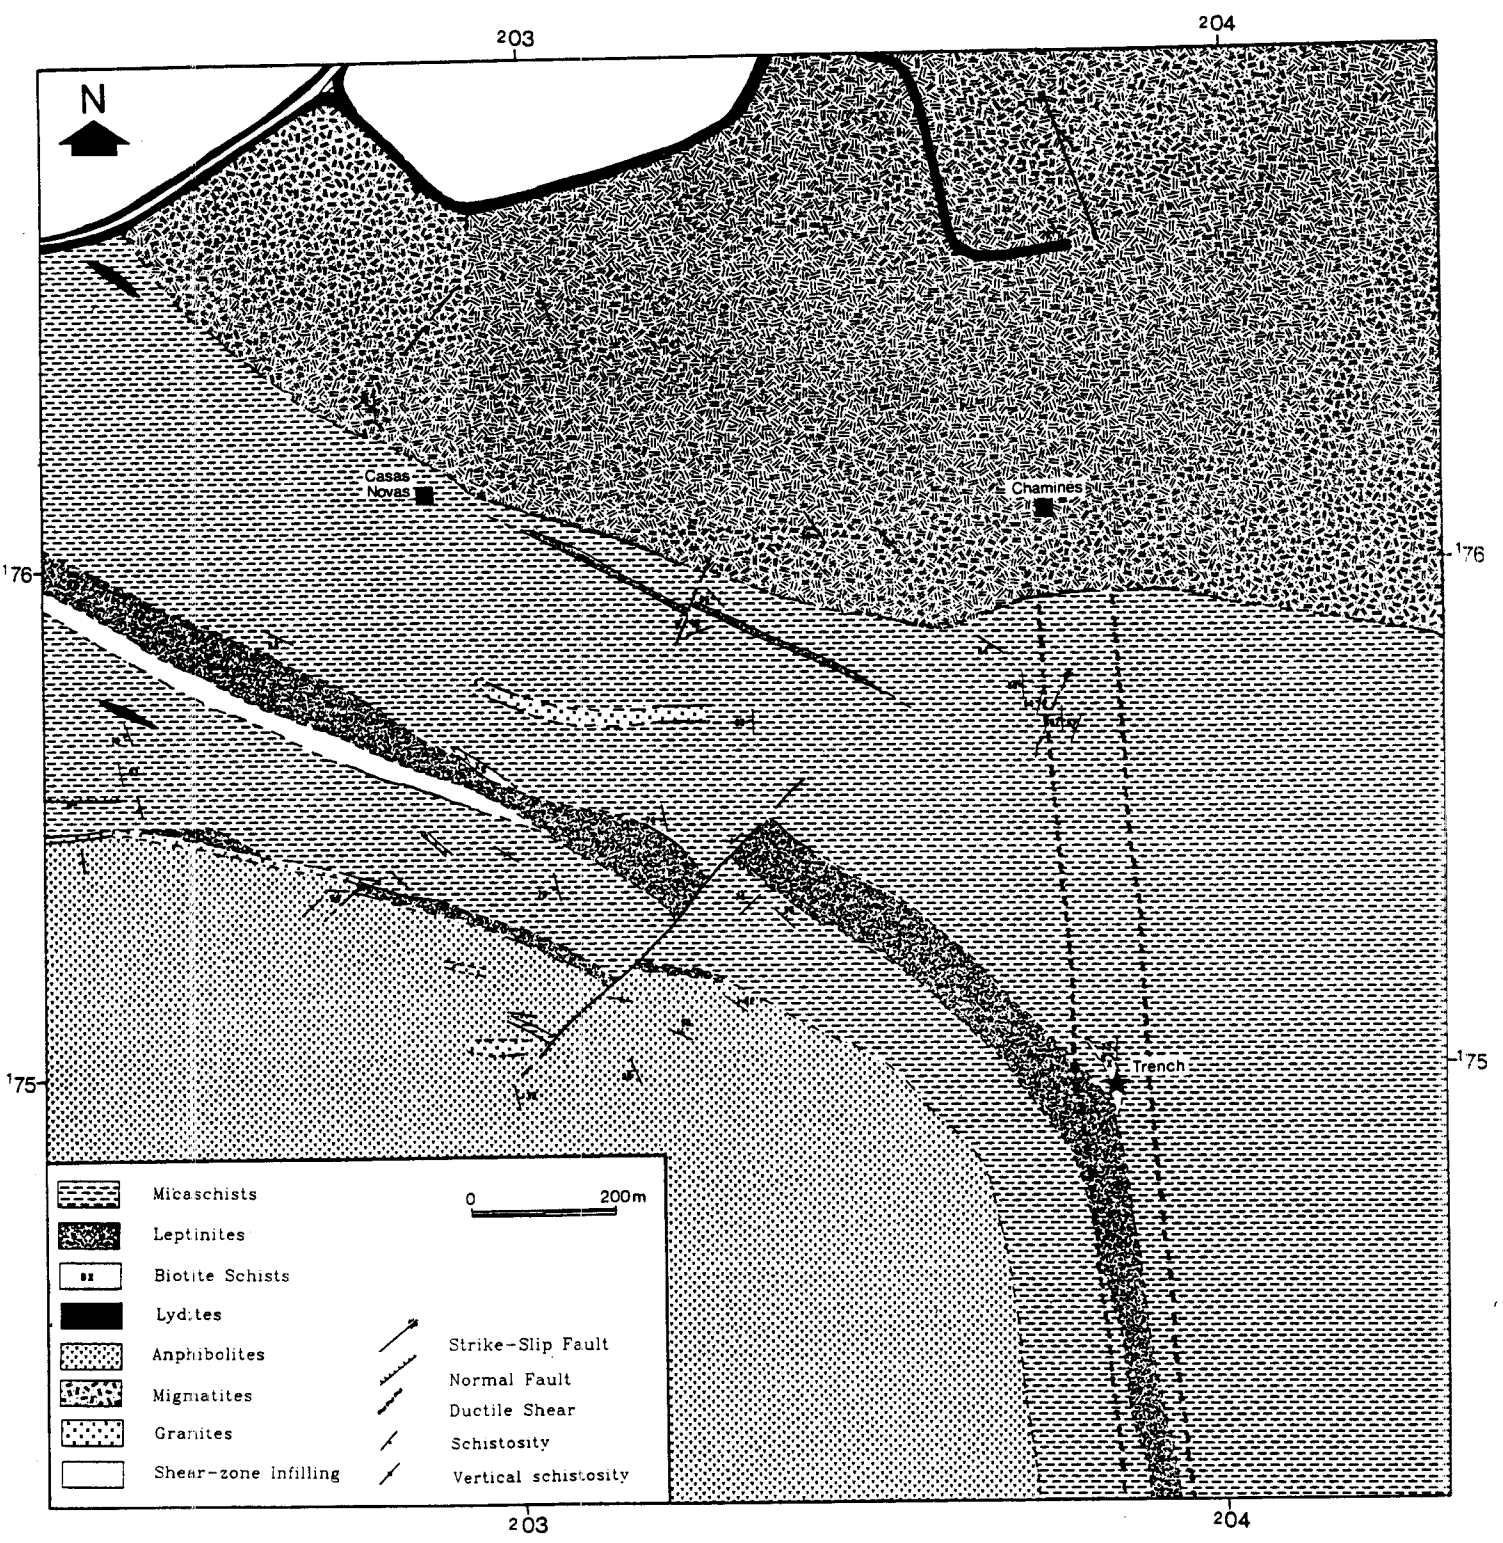 203
204
N
Casas
Novas
Chamines
176
176
Trench
175
175
Micaschists
0 200m
Leptinites
Biotite Schists
Lydites
Strike-Slip Fault
Anphibolites
Normal Fault
Migmatites
Ductile Shear
Granites
Schistosity
Shear-zone Infilling
Vertical schistosity
203
204